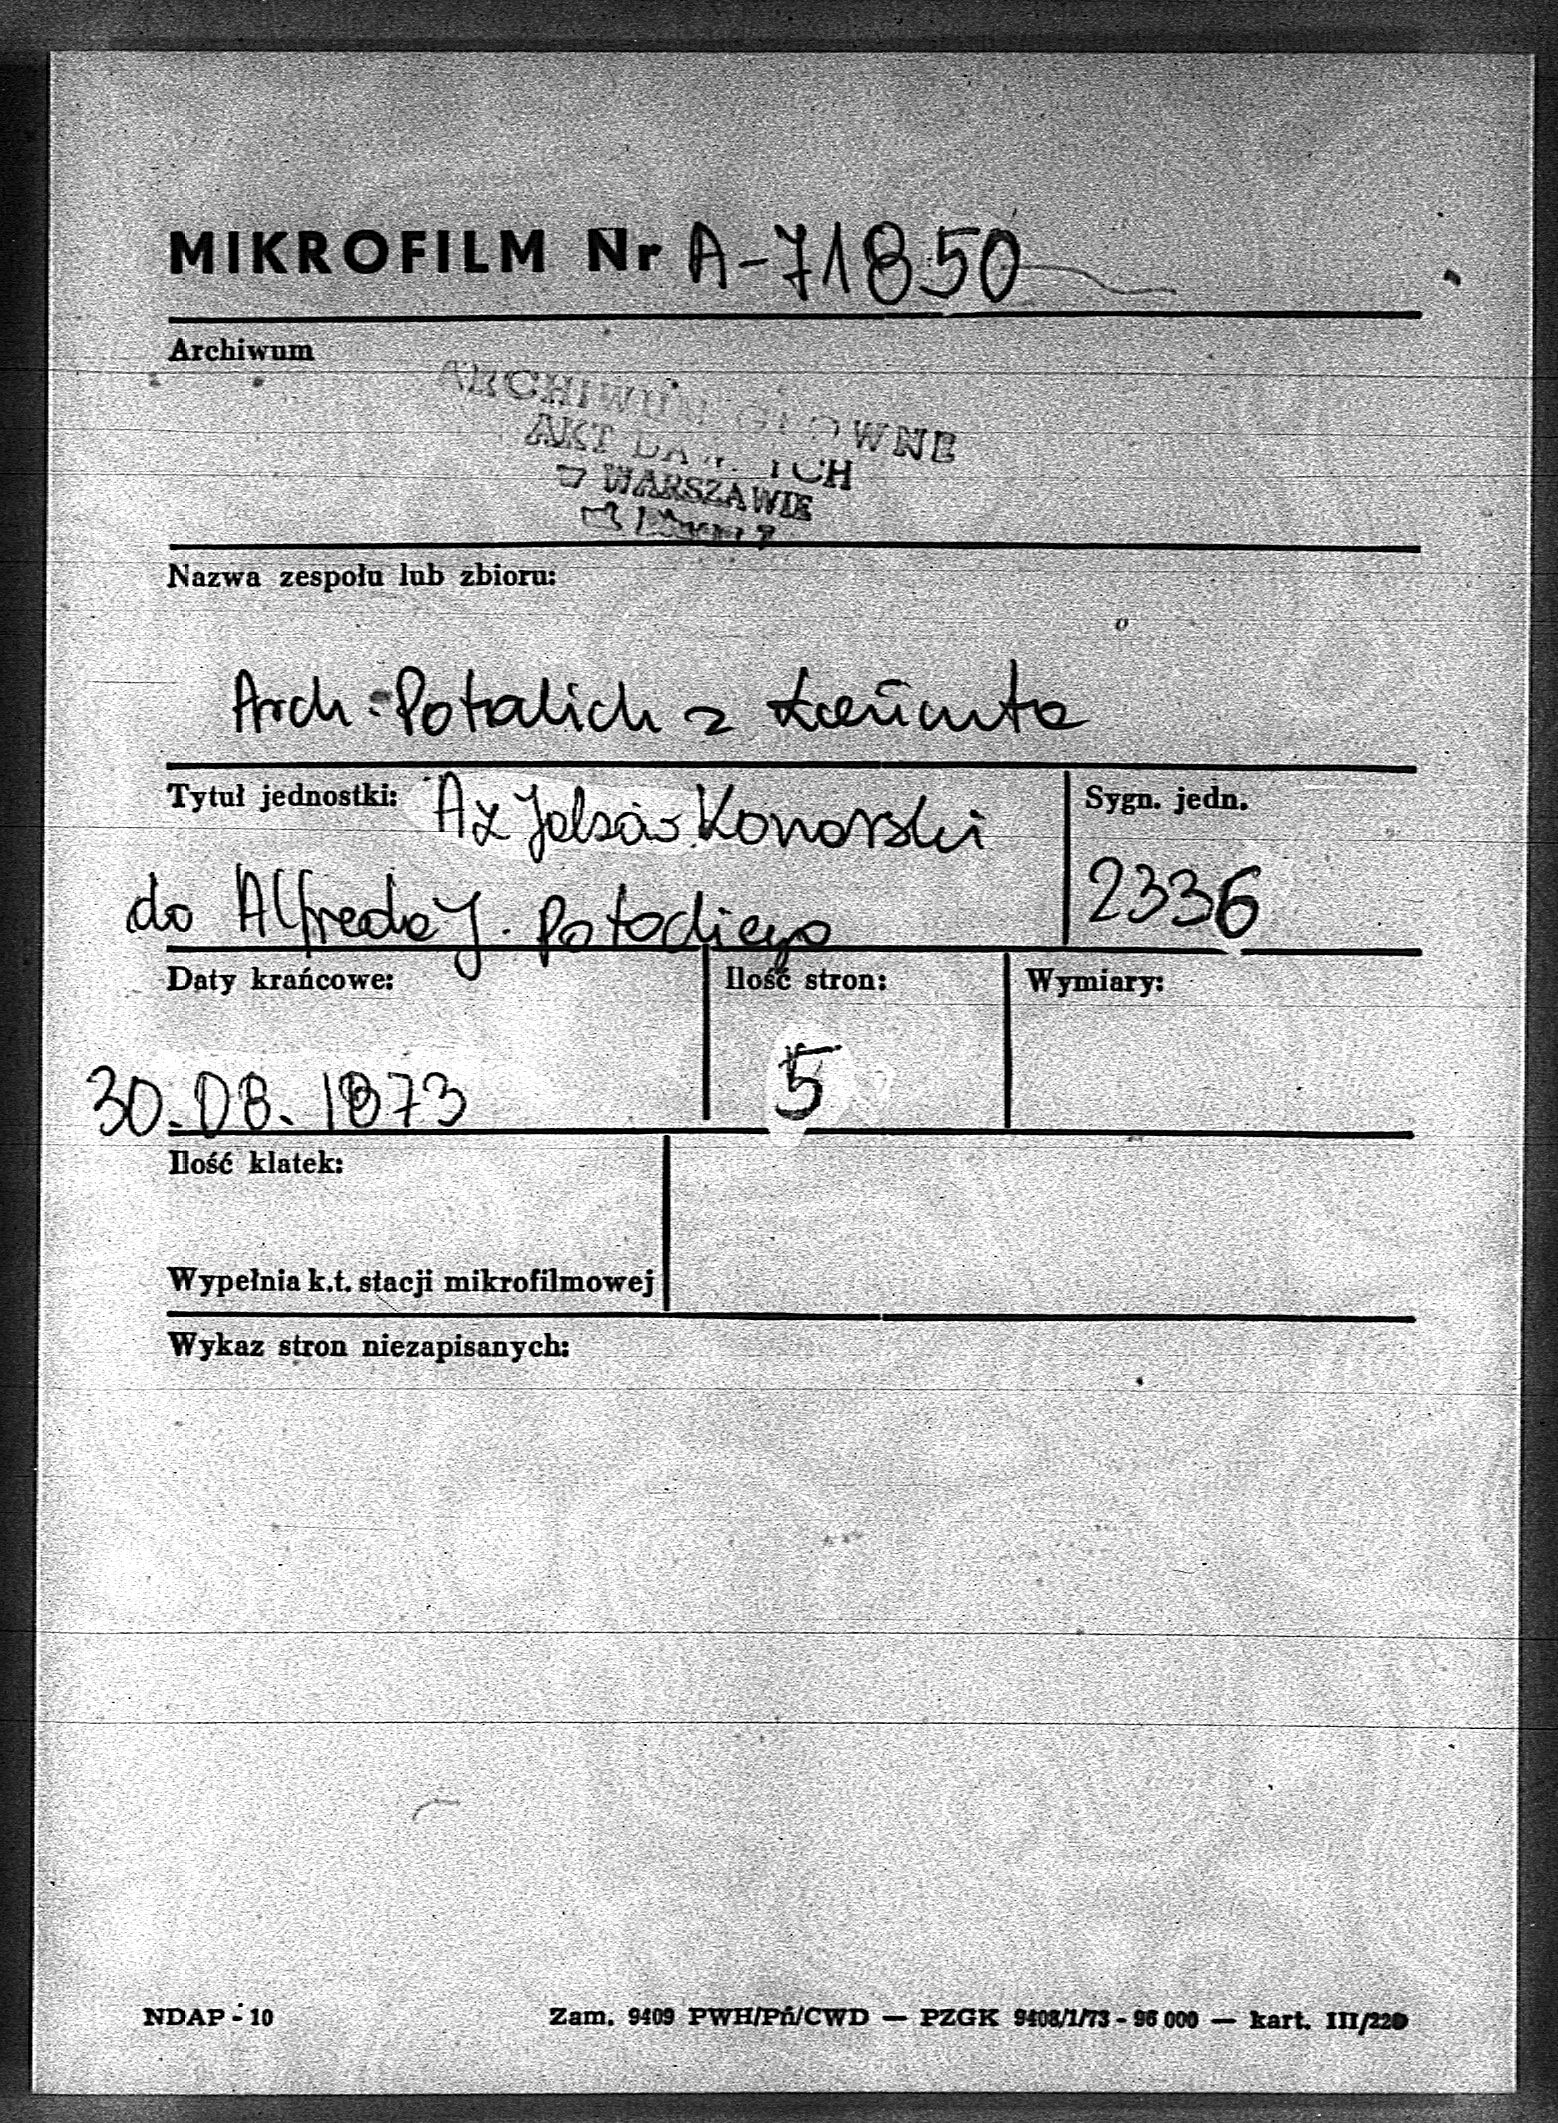 MIKROFILM Nr A-71850
Archiwum
ARCHIWUM GŁÓWNE
AKT DAWNYCH
WARSZAWIE
Nazwa zespołu lub zbioru:
Arch. Potockich z Łańcuta
Tytuł jednostki: Konarski
Sygn. jedn.
do Alfreda J. Potockiego
2336
Daty krańcowe:
Ilość stron:
Wymiary:
30.08.1873
5
Ilość klatek:
Wypełnia k.t. stacji mikrofilmowej
Wykaz stron niezapisanych:
NDAP - 10
Zam. 9409 PWH/Pń/CWD — PZGK 9408/1/73 - 96 000 — kart. III/220